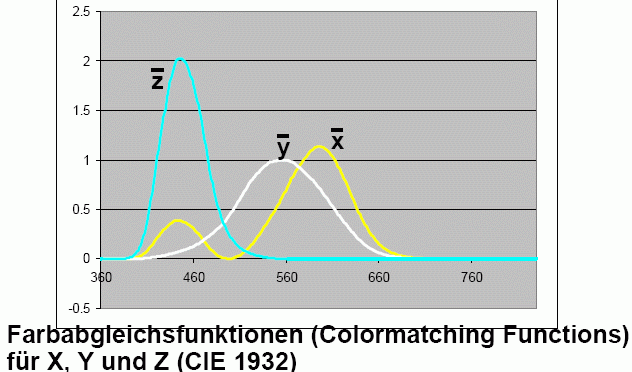 2.5
2
z̅
1.5
y̅ x̅
1
0.5
0
360 460 560 660 760
-0.5
Farbabgleichsfunktionen (Colormatching Functions)
für X, Y und Z (CIE 1932)